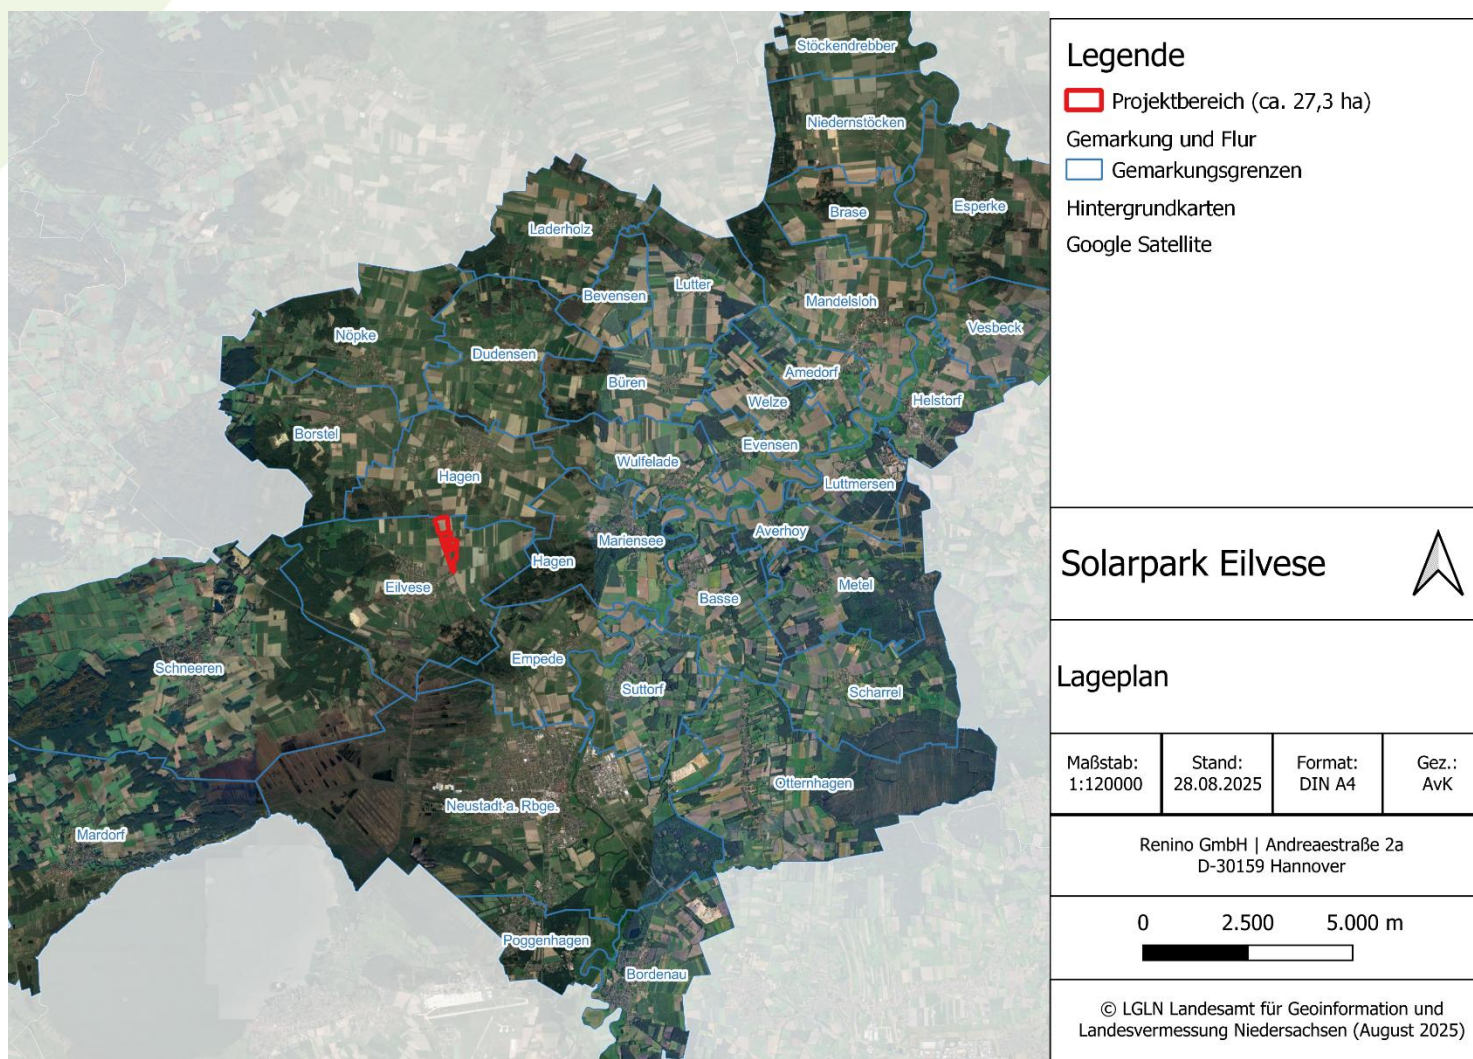 Stöckendrebber
Niedernstöcken
Brase
Esperke
Laderholz
Bevensen
Lutter
Mandelsloh
Vesbeck
Nöpke
Dudensen
Büren
Amedorf
Welze
Helstorf
Borstel
Hagen
Wulfelade
Evensen
Luttmersen
Mariensee
Averhoy
Hagen
Eilvese
Basse
Metel
Schneeren
Empede
Suttorf
Scharrel
Otternhagen
Neustadt a. Rbge.
Mardorf
Poggenhagen
Bordenau
Legende
Projektbereich (ca. 27,3 ha)
Gemarkung und Flur
Gemarkungsgrenzen
Hintergrundkarten
Google Satellite
Solarpark Eilvese
Lageplan
Maßstab:
1:120000
Stand:
28.08.2025
Format:
DIN A4
Gez.:
AvK
Renino GmbH | Andreaestraße 2a
D-30159 Hannover
0 2.500 5.000 m
© LGLN Landesamt für Geoinformation und
Landesvermessung Niedersachsen (August 2025)